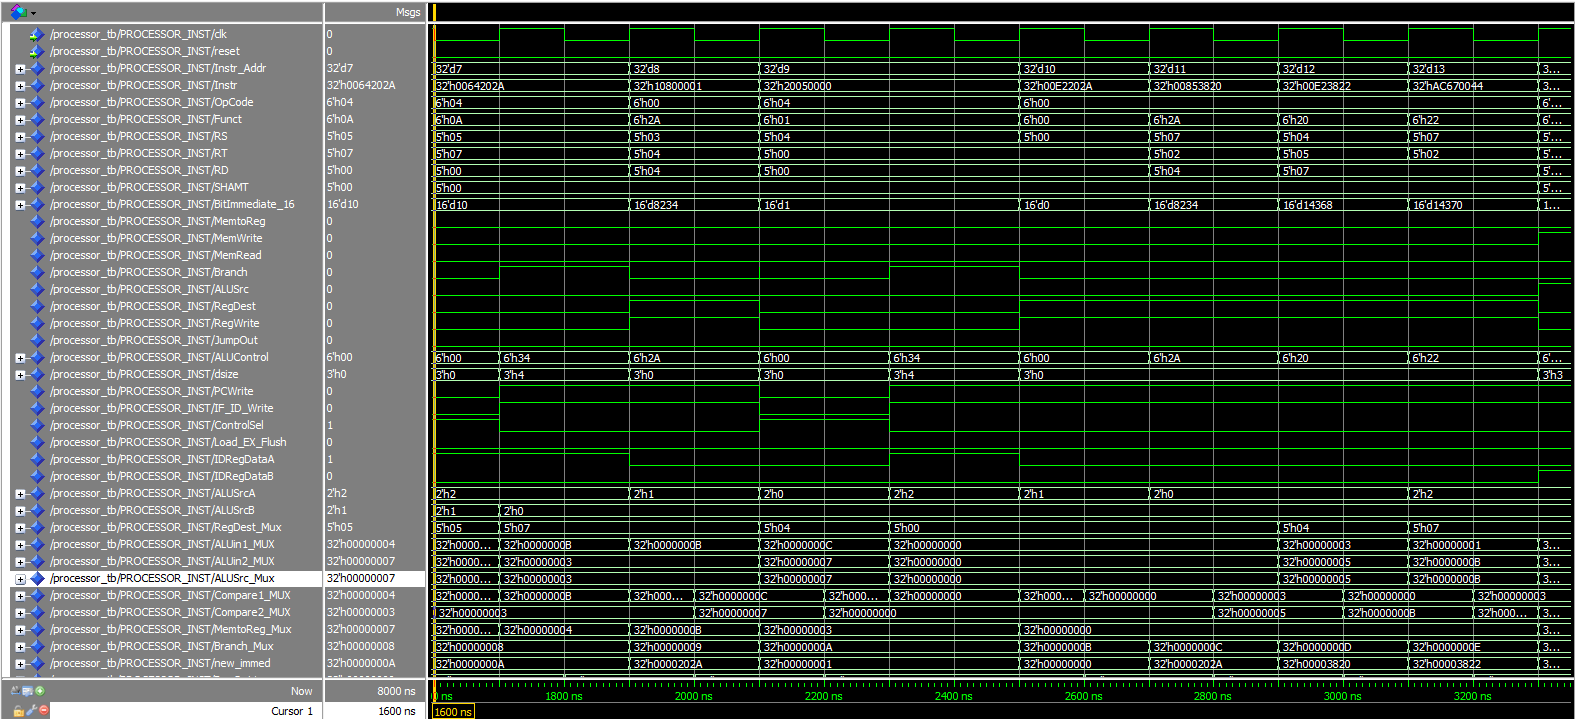 Msgs
/processor_tb/PROCESSOR_INST/clk 0
/processor_tb/PROCESSOR_INST/reset 0
/processor_tb/PROCESSOR_INST/Instr_Addr 32'd7 32'd7 32'd8 32'd9 32'd10 32'd11 32'd12 32'd13 3...
/processor_tb/PROCESSOR_INST/Instr 32'h0064202A 32'h0064202A 32'h10800001 32'h20050000 32'h00E2202A 32'h00853820 32'h00E23822 32'hAC670044 3...
/processor_tb/PROCESSOR_INST/OpCode 6'h04 6'h04 6'h00 6'h04 6'h00 6'...
/processor_tb/PROCESSOR_INST/Funct 6'h0A 6'h0A 6'h2A 6'h01 6'h00 6'h2A 6'h20 6'h22 6'...
/processor_tb/PROCESSOR_INST/RS 5'h05 5'h05 5'h03 5'h04 5'h00 5'h07 5'h04 5'h07 5'...
/processor_tb/PROCESSOR_INST/RT 5'h07 5'h07 5'h04 5'h00 5'h02 5'h05 5'h02 5'...
/processor_tb/PROCESSOR_INST/RD 5'h00 5'h00 5'h04 5'h00 5'h04 5'h07 5'...
/processor_tb/PROCESSOR_INST/SHAMT 5'h00 5'h00 5'...
/processor_tb/PROCESSOR_INST/BitImmediate_16 16'd10 16'd10 16'd8234 16'd1 16'd0 16'd8234 16'd14368 16'd14370 1...
/processor_tb/PROCESSOR_INST/MemtoReg 0
/processor_tb/PROCESSOR_INST/MemWrite 0
/processor_tb/PROCESSOR_INST/MemRead 0
/processor_tb/PROCESSOR_INST/Branch 0
/processor_tb/PROCESSOR_INST/ALUSrc 0
/processor_tb/PROCESSOR_INST/RegDest 0
/processor_tb/PROCESSOR_INST/RegWrite 0
/processor_tb/PROCESSOR_INST/JumpOut 0
/processor_tb/PROCESSOR_INST/ALUControl 6'h00 6'h00 6'h34 6'h2A 6'h00 6'h34 6'h00 6'h2A 6'h20 6'h22 6'...
/processor_tb/PROCESSOR_INST/dsize 3'h0 3'h0 3'h4 3'h0 3'h0 3'h4 3'h0 3'h3
/processor_tb/PROCESSOR_INST/PCWrite 0
/processor_tb/PROCESSOR_INST/IF_ID_Write 0
/processor_tb/PROCESSOR_INST/ControlSel 1
/processor_tb/PROCESSOR_INST/Load_EX_Flush 0
/processor_tb/PROCESSOR_INST/IDRegDataA 1
/processor_tb/PROCESSOR_INST/IDRegDataB 0
/processor_tb/PROCESSOR_INST/ALUSrcA 2'h2 2'h2 2'h1 2'h0 2'h2 2'h1 2'h0 2'h2
/processor_tb/PROCESSOR_INST/ALUSrcB 2'h1 2'h1 2'h0
/processor_tb/PROCESSOR_INST/RegDest_Mux 5'h05 5'h05 5'h07 5'h04 5'h00 5'h04 5'h07
/processor_tb/PROCESSOR_INST/ALUin1_MUX 32'h00000004 32'h0000... 32'h0000000B 32'h0000000B 32'h0000000C 32'h00000000 32'h00000003 32'h00000001 3...
/processor_tb/PROCESSOR_INST/ALUin2_MUX 32'h00000007 32'h0000... 32'h00000003 32'h00000007 32'h00000000 32'h00000005 32'h0000000B 3...
/processor_tb/PROCESSOR_INST/ALUSrc_Mux 32'h00000007 32'h0000... 32'h00000003 32'h00000007 32'h00000000 32'h00000005 32'h0000000B 3...
/processor_tb/PROCESSOR_INST/Compare1_MUX 32'h00000004 32'h0000... 32'h0000000B 32'h000... 32'h0000000C 32'h000... 32'h00000000 32'h000... 32'h00000000 32'h00000003 32'h00000000 32'h00000003
/processor_tb/PROCESSOR_INST/Compare2_MUX 32'h00000003 32'h00000003 32'h00000007 32'h00000000 32'h00000005 32'h0000000B 32'h000... 3...
/processor_tb/PROCESSOR_INST/MemtoReg_Mux 32'h00000007 32'h0000... 32'h00000004 32'h0000000B 32'h00000003 32'h00000000 3...
/processor_tb/PROCESSOR_INST/Branch_Mux 32'h00000008 32'h00000008 32'h00000009 32'h0000000A 32'h0000000B 32'h0000000C 32'h0000000D 32'h0000000E 3...
/processor_tb/PROCESSOR_INST/new_immed 32'h0000000A 32'h0000000A 32'h0000202A 32'h00000001 32'h00000000 32'h0000202A 32'h00003820 32'h00003822 3...
Now 8000 ns 0 ns 1800 ns 2000 ns 2200 ns 2400 ns 2600 ns 2800 ns 3000 ns 3200 ns
Cursor 1 1600 ns 1600 ns